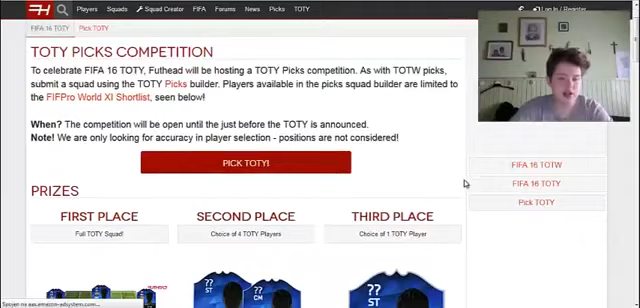 Players Squads Squad Creator FIFA Forums News Picks TOTY Log In / Register
FIFA 16 TOTY Pick TOTY
TOTY PICKS COMPETITION
To celebrate FIFA 16 TOTY, Futhead will be hosting a TOTY Picks competition. As with TOTW picks,
submit a squad using the TOTY Picks builder. Players available in the picks squad builder are limited to
the FIFPro World XI Shortlist, seen below!
When? The competition will be open until the just before the TOTY is announced.
Note! We are only looking for accuracy in player selection - positions are not considered!
PICK TOTY!
FIFA 16 TOTW
FIFA 16 TOTY
Pick TOTY
PRIZES
FIRST PLACE SECOND PLACE THIRD PLACE
Full TOTY Squad! Choice of 4 TOTY Players Choice of 1 TOTY Player
?? ST
?? CM
?? ST